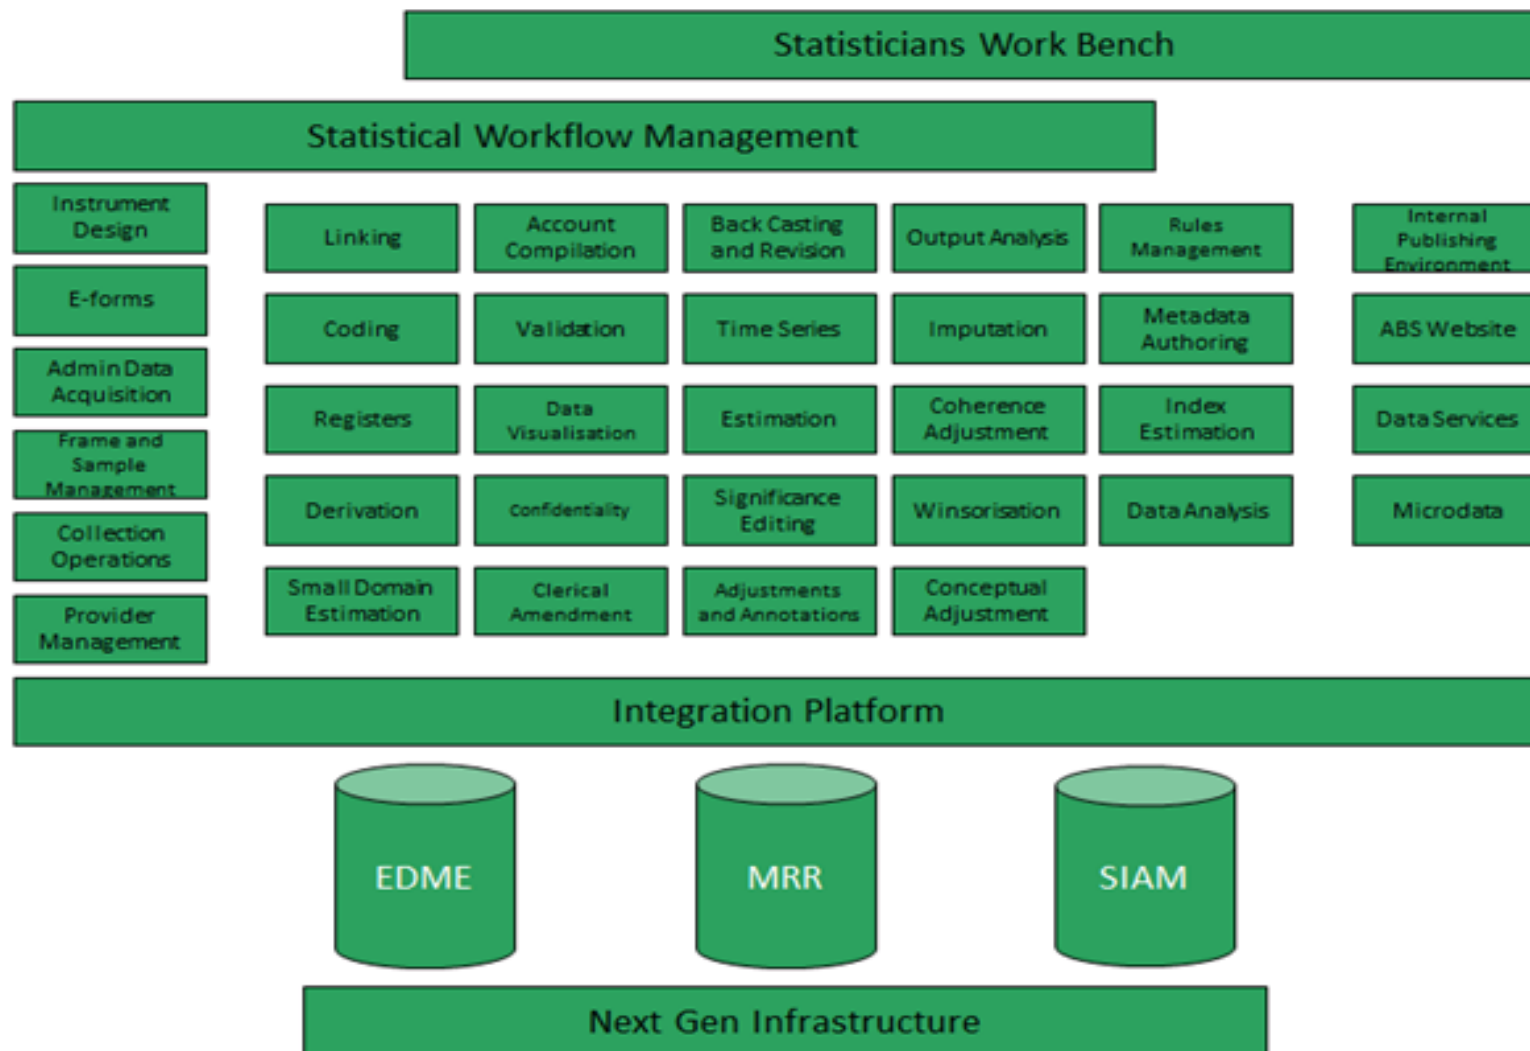 Statisticians Work Bench
Statistical Workflow Management
Instrument
Design
E-forms
Admin Data
Acquisition
Frame and
Sample
Management
Collection
Operations
Provider
Management
Linking
Account
Compilation
Back Casting
and Revision
Output Analysis
Rules
Management
Coding
Validation
Time Series
Imputation
Metadata
Authoring
Registers
Data
Visualisation
Estimation
Coherence
Adjustment
Index
Estimation
Derivation
Confidentiality
Significance
Editing
Winsorisation
Data Analysis
Small Domain
Estimation
Clerical
Amendment
Adjustments
and Annotations
Conceptual
Adjustment
Internal
Publishing
Environment
ABS Website
Data Services
Microdata
Integration Platform
EDME
MRR
SIAM
Next Gen Infrastructure